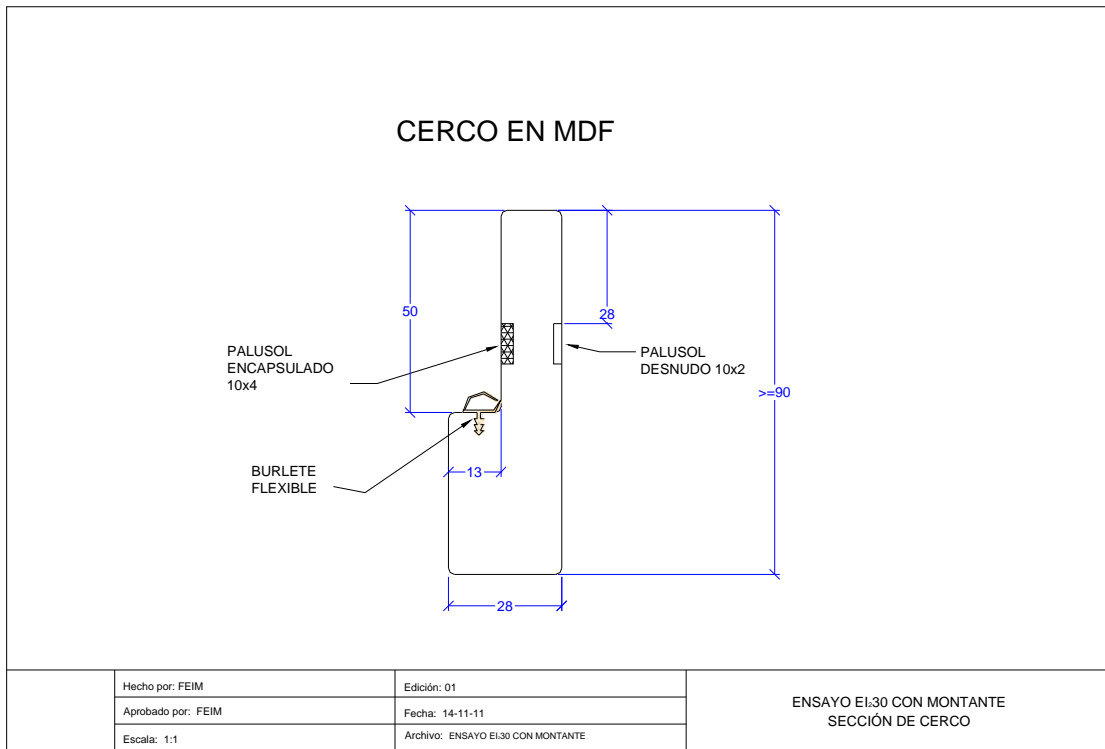 CERCO EN MDF
50
28
PALUSOL
ENCAPSULADO
10x4
PALUSOL
DESNUDO 10x2
>=90
BURLETE
FLEXIBLE
13
28
Hecho por: FEIM
Edición: 01
Aprobado por: FEIM
Fecha: 14-11-11
Escala: 1:1
Archivo: ENSAYO EI₂30 CON MONTANTE
ENSAYO EI₂30 CON MONTANTE
SECCIÓN DE CERCO